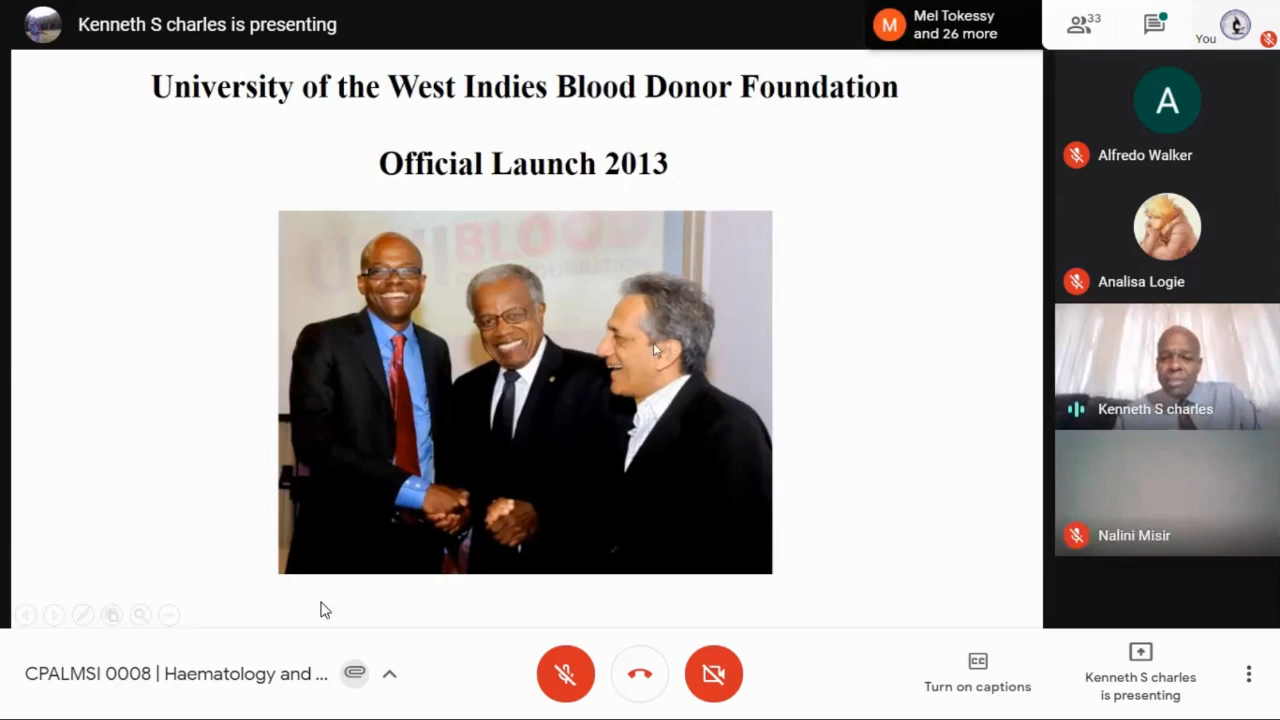 Kenneth S charles is presenting
M
Mel Tokessy
and 26 more
33
You
University of the West Indies Blood Donor Foundation
Official Launch 2013
BLOOD
A
Alfredo Walker
Analisa Logie
Kenneth S charles
Nalini Misir
CPALMSI 0008 | Haematology and ...
CC
Turn on captions
Kenneth S charles
is presenting